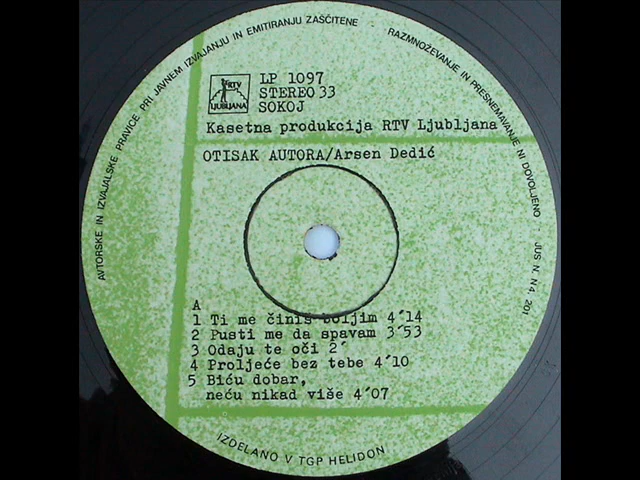 AVTORSKE IN IZVAJALSKE PRAVICE PRI JAVNEM IZVAJANJU IN EMITIRANJU ZAŠČITENE
RAZMNOŽEVANJE IN PRESNEMAVANJE NI DOVOLJENO · JUS N. N4. 201
RTV
LJUBLJANA
LP 1097
STEREO 33
SOKOJ
Kasetna produkcija RTV Ljubljana
OTISAK AUTORA/Arsen Dedić
A
1 Ti me činiš boljim 4´14
2 Pusti me da spavam 3´53
3 Odaju te oči 2´
4 Proljeće bez tebe 4´10
5 Biću dobar,
neću nikad više 4´07
IZDELANO V TGP HELIDON